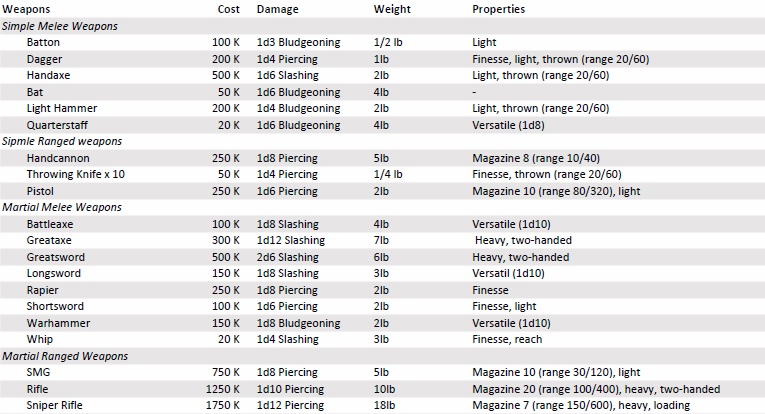 Weapons Cost Damage Weight Properties
Simple Melee Weapons
Batton 100 K 1d3 Bludgeoning 1/2 lb Light
Dagger 200 K 1d4 Piercing 1lb Finesse, light, thrown (range 20/60)
Handaxe 500 K 1d6 Slashing 2lb Light, thrown (range 20/60)
Bat 50 K 1d6 Bludgeoning 4lb -
Light Hammer 200 K 1d4 Bludgeoning 2lb Light, thrown (range 20/60)
Quarterstaff 20 K 1d6 Bludgeoning 4lb Versatile (1d8)
Sipmle Ranged weapons
Handcannon 250 K 1d8 Piercing 5lb Magazine 8 (range 10/40)
Throwing Knife x 10 50 K 1d4 Piercing 1/4 lb Finesse, thrown (range 20/60)
Pistol 250 K 1d6 Piercing 2lb Magazine 10 (range 80/320), light
Martial Melee Weapons
Battleaxe 100 K 1d8 Slashing 4lb Versatile (1d10)
Greataxe 300 K 1d12 Slashing 7lb Heavy, two-handed
Greatsword 500 K 2d6 Slashing 6lb Heavy, two-handed
Longsword 150 K 1d8 Slashing 3lb Versatil (1d10)
Rapier 250 K 1d8 Piercing 2lb Finesse
Shortsword 100 K 1d6 Piercing 2lb Finesse, light
Warhammer 150 K 1d8 Bludgeoning 2lb Versatile (1d10)
Whip 20 K 1d4 Slashing 3lb Finesse, reach
Martial Ranged Weapons
SMG 750 K 1d8 Piercing 5lb Magazine 10 (range 30/120), light
Rifle 1250 K 1d10 Piercing 10lb Magazine 20 (range 100/400), heavy, two-handed
Sniper Rifle 1750 K 1d12 Piercing 18lb Magazine 7 (range 150/600), heavy, loading